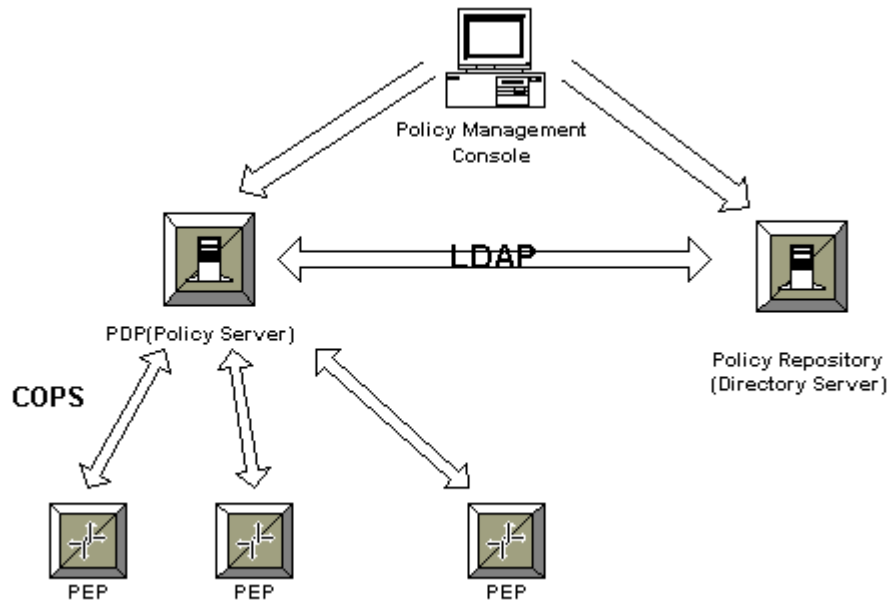 Policy Management
Console
LDAP
PDP(Policy Server)
Policy Repository
(Directory Server)
COPS
PEP
PEP
PEP